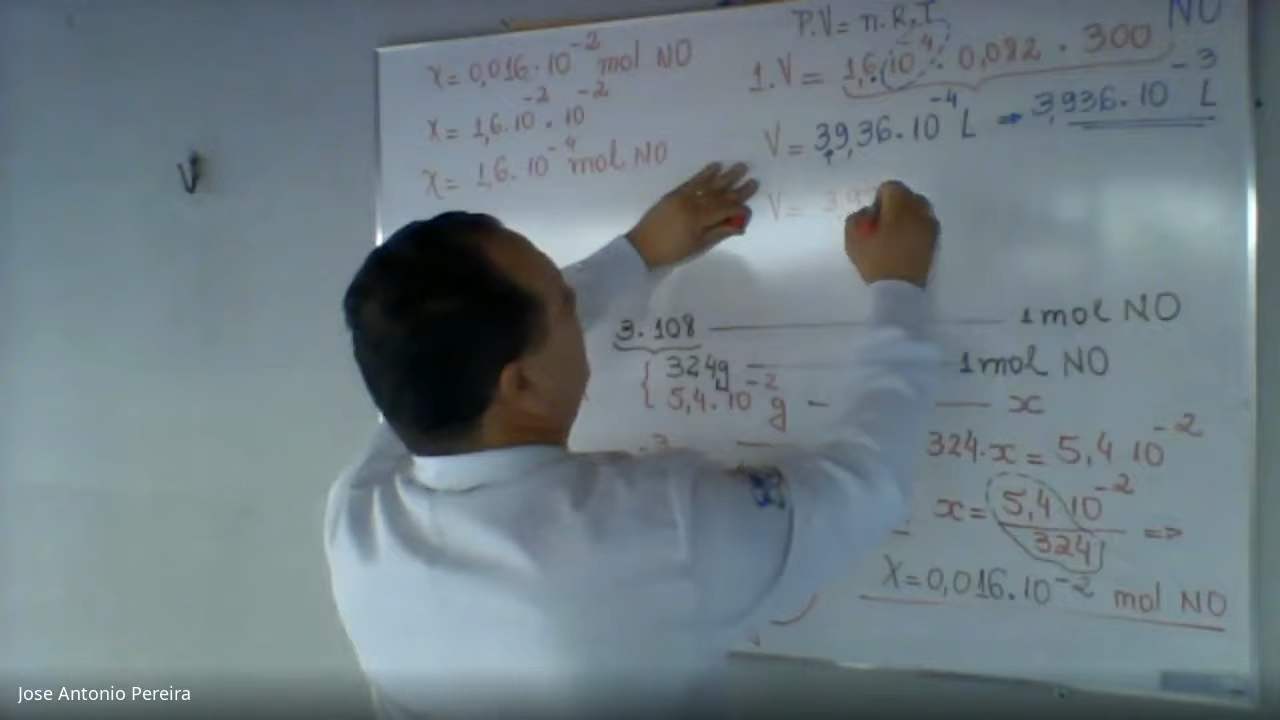 x = 0,016 . 10⁻² mol NO
x = 1,6 . 10⁻² . 10⁻²
x = 1,6 . 10⁻⁴ mol NO
P.V = n.R.T
NO
1.V = 1,6.10⁻⁴ . 0,082 . 300
V = 39,36.10⁻⁴ L → 3,936.10⁻³ L
V = 3,9
3.108 — 1mol NO
324g — 1mol NO
5,4.10⁻² g — x
324.x = 5,4 10⁻²
x = 5,4 10⁻² / 324 =>
X = 0,016.10⁻² mol NO
Jose Antonio Pereira